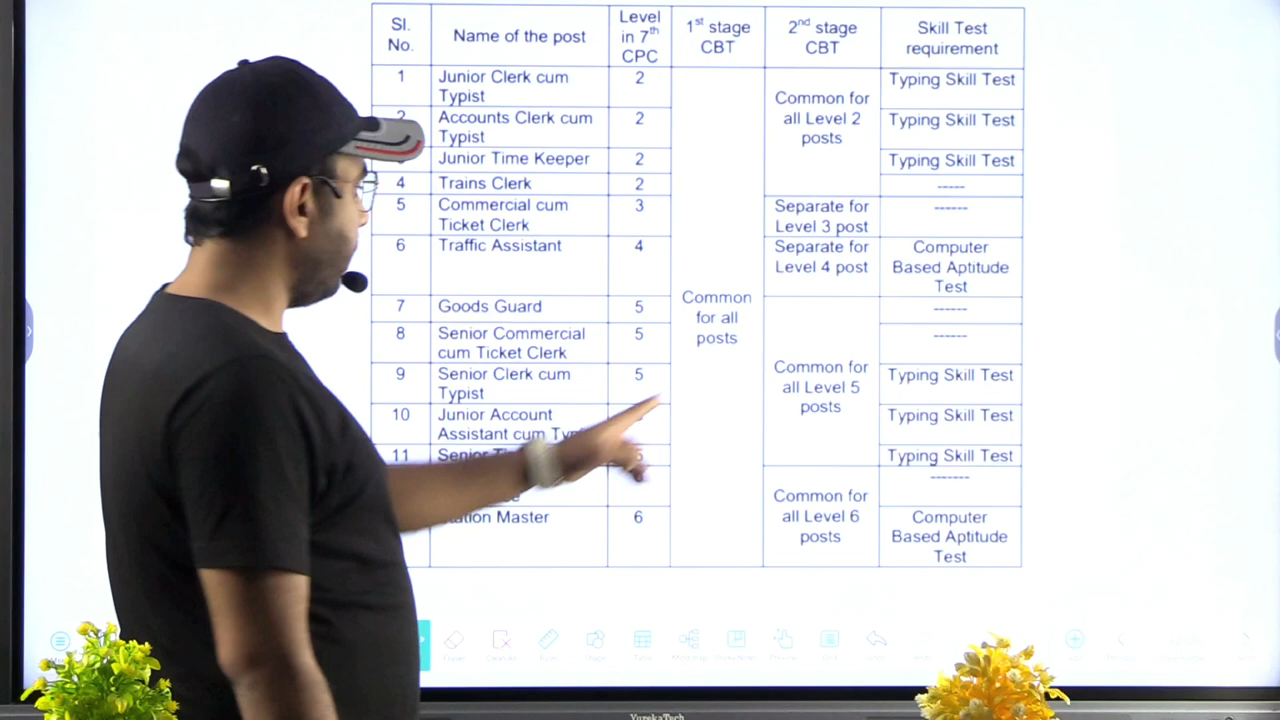 Sl. No.
Name of the post
Level in 7th CPC
1st stage CBT
2nd stage CBT
Skill Test requirement
1
Junior Clerk cum Typist
2
Typing Skill Test
2
Accounts Clerk cum Typist
2
Typing Skill Test
Common for all Level 2 posts
Junior Time Keeper
2
Typing Skill Test
4
Trains Clerk
2
-----
5
Commercial cum Ticket Clerk
3
Separate for Level 3 post
------
6
Traffic Assistant
4
Separate for Level 4 post
Computer Based Aptitude Test
Common for all posts
7
Goods Guard
5
------
8
Senior Commercial cum Ticket Clerk
5
------
9
Senior Clerk cum Typist
5
Common for all Level 5 posts
Typing Skill Test
10
Junior Account Assistant cum
Typing Skill Test
11
Senior
Typing Skill Test
-------
Common for all Level 6 posts
Master
6
Computer Based Aptitude Test
YurekaTech